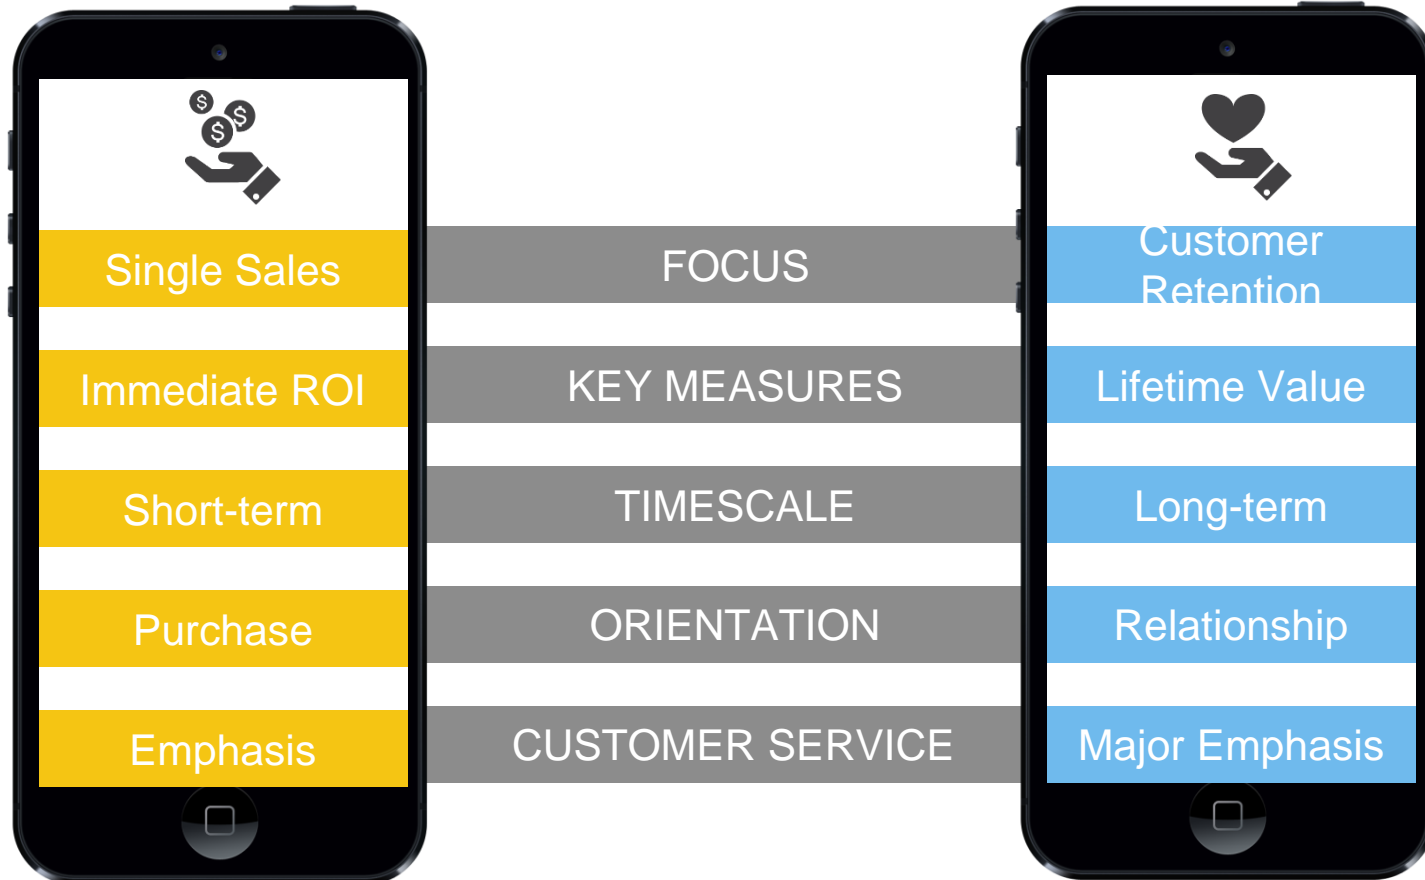 $ $
$
Single Sales
FOCUS
Customer
Retention
Immediate ROI
KEY MEASURES
Lifetime Value
Short-term
TIMESCALE
Long-term
Purchase
ORIENTATION
Relationship
Emphasis
CUSTOMER SERVICE
Major Emphasis